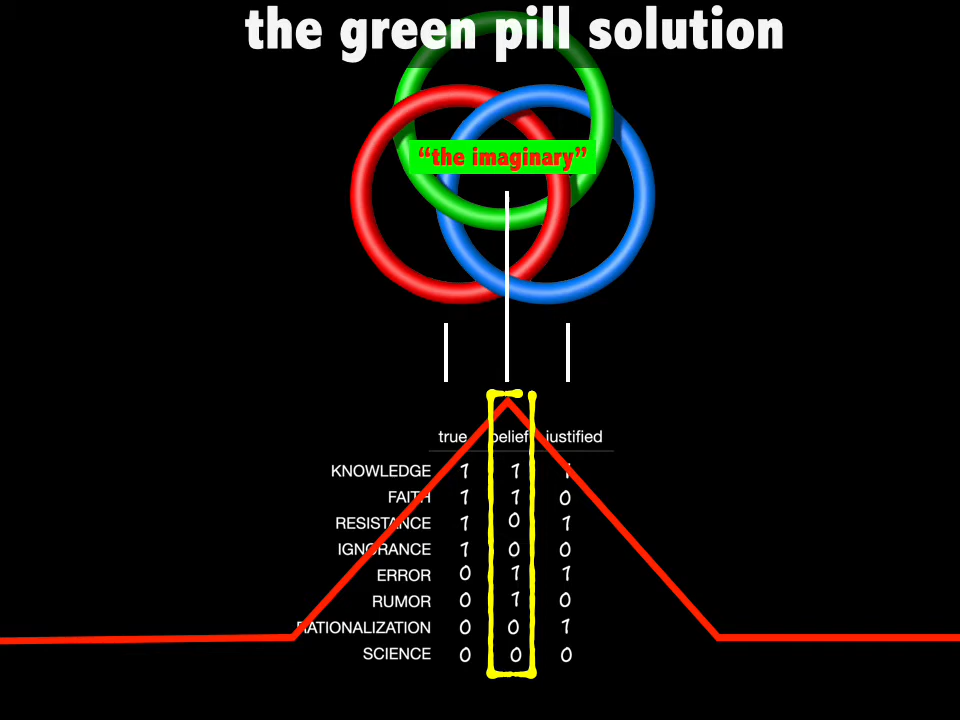 the green pill solution
“the imaginary”
true belief justified
KNOWLEDGE 1 1 1
FAITH 1 1 0
RESISTANCE 1 0 1
IGNORANCE 1 0 0
ERROR 0 1 1
RUMOR 0 1 0
RATIONALIZATION 0 0 1
SCIENCE 0 0 0